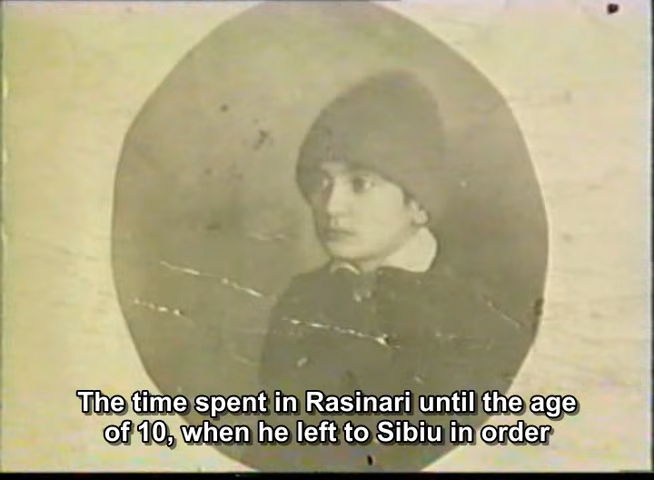 The time spent in Rasinari until the age
of 10, when he left to Sibiu in order